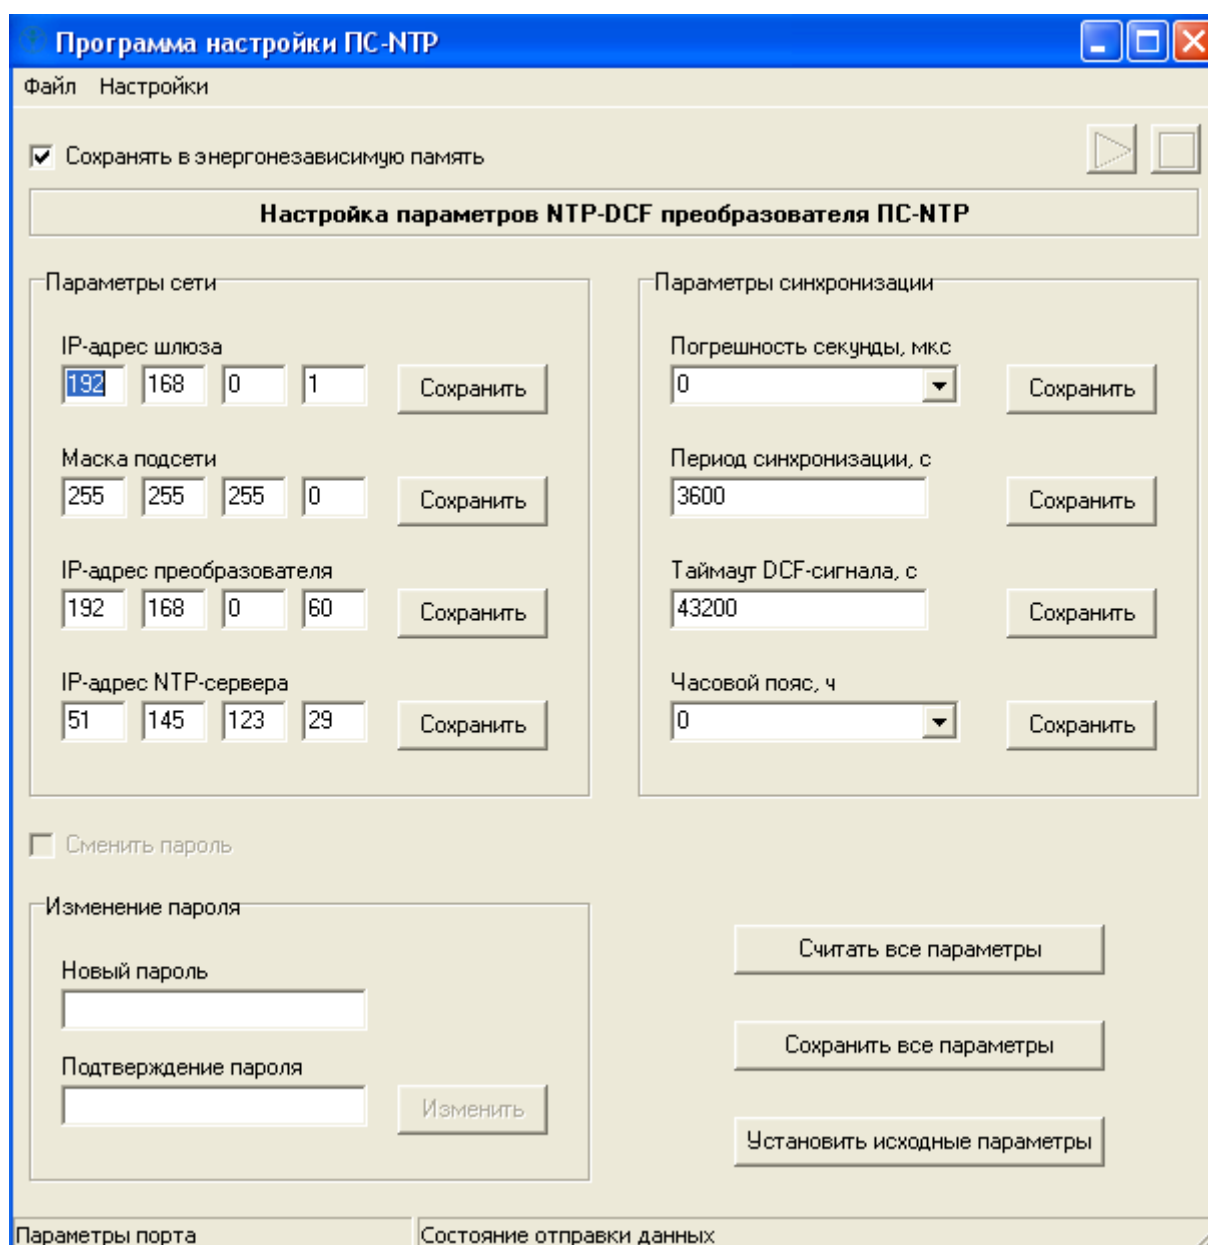 Программа настройки ПС-NTP
Файл Настройки
Сохранять в энергонезависимую память
Настройка параметров NTP-DCF преобразователя ПС-NTP
Параметры сети
IP-адрес шлюза
192 168 0 1 Сохранить
Маска подсети
255 255 255 0 Сохранить
IP-адрес преобразователя
192 168 0 60 Сохранить
IP-адрес NTP-сервера
51 145 123 29 Сохранить
Параметры синхронизации
Погрешность секунды, мкс
0 Сохранить
Период синхронизации, с
3600 Сохранить
Таймаут DCF-сигнала, с
43200 Сохранить
Часовой пояс, ч
0 Сохранить
Сменить пароль
Изменение пароля
Новый пароль
Подтверждение пароля
Изменить
Считать все параметры
Сохранить все параметры
Установить исходные параметры
Параметры порта Состояние отправки данных